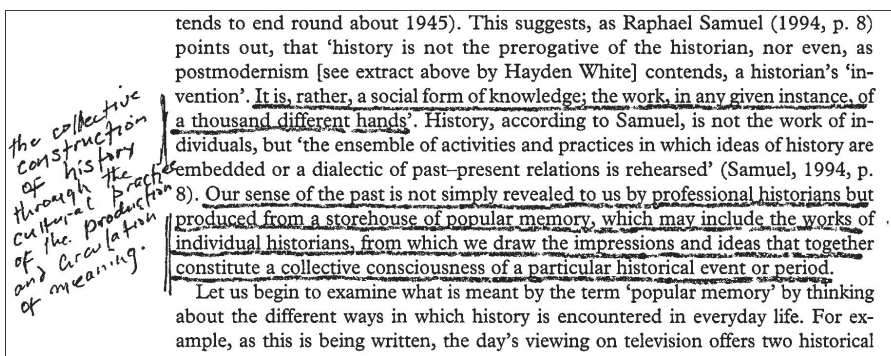 tends to end round about 1945). This suggests, as Raphael Samuel (1994, p. 8)
points out, that ‘history is not the prerogative of the historian, nor even, as
postmodernism [see extract above by Hayden White] contends, a historian’s ‘in-
vention’. It is, rather, a social form of knowledge; the work, in any given instance, of
a thousand different hands’. History, according to Samuel, is not the work of in-
dividuals, but ‘the ensemble of activities and practices in which ideas of history are
embedded or a dialectic of past–present relations is rehearsed’ (Samuel, 1994, p.
8). Our sense of the past is not simply revealed to us by professional historians but
produced from a storehouse of popular memory, which may include the works of
individual historians, from which we draw the impressions and ideas that together
constitute a collective consciousness of a particular historical event or period.
Let us begin to examine what is meant by the term ‘popular memory’ by thinking
about the different ways in which history is encountered in everyday life. For ex-
ample, as this is being written, the day’s viewing on television offers two historical
the collective
construction
of history
through the
cultural practice
of the production
and circulation
of meaning.